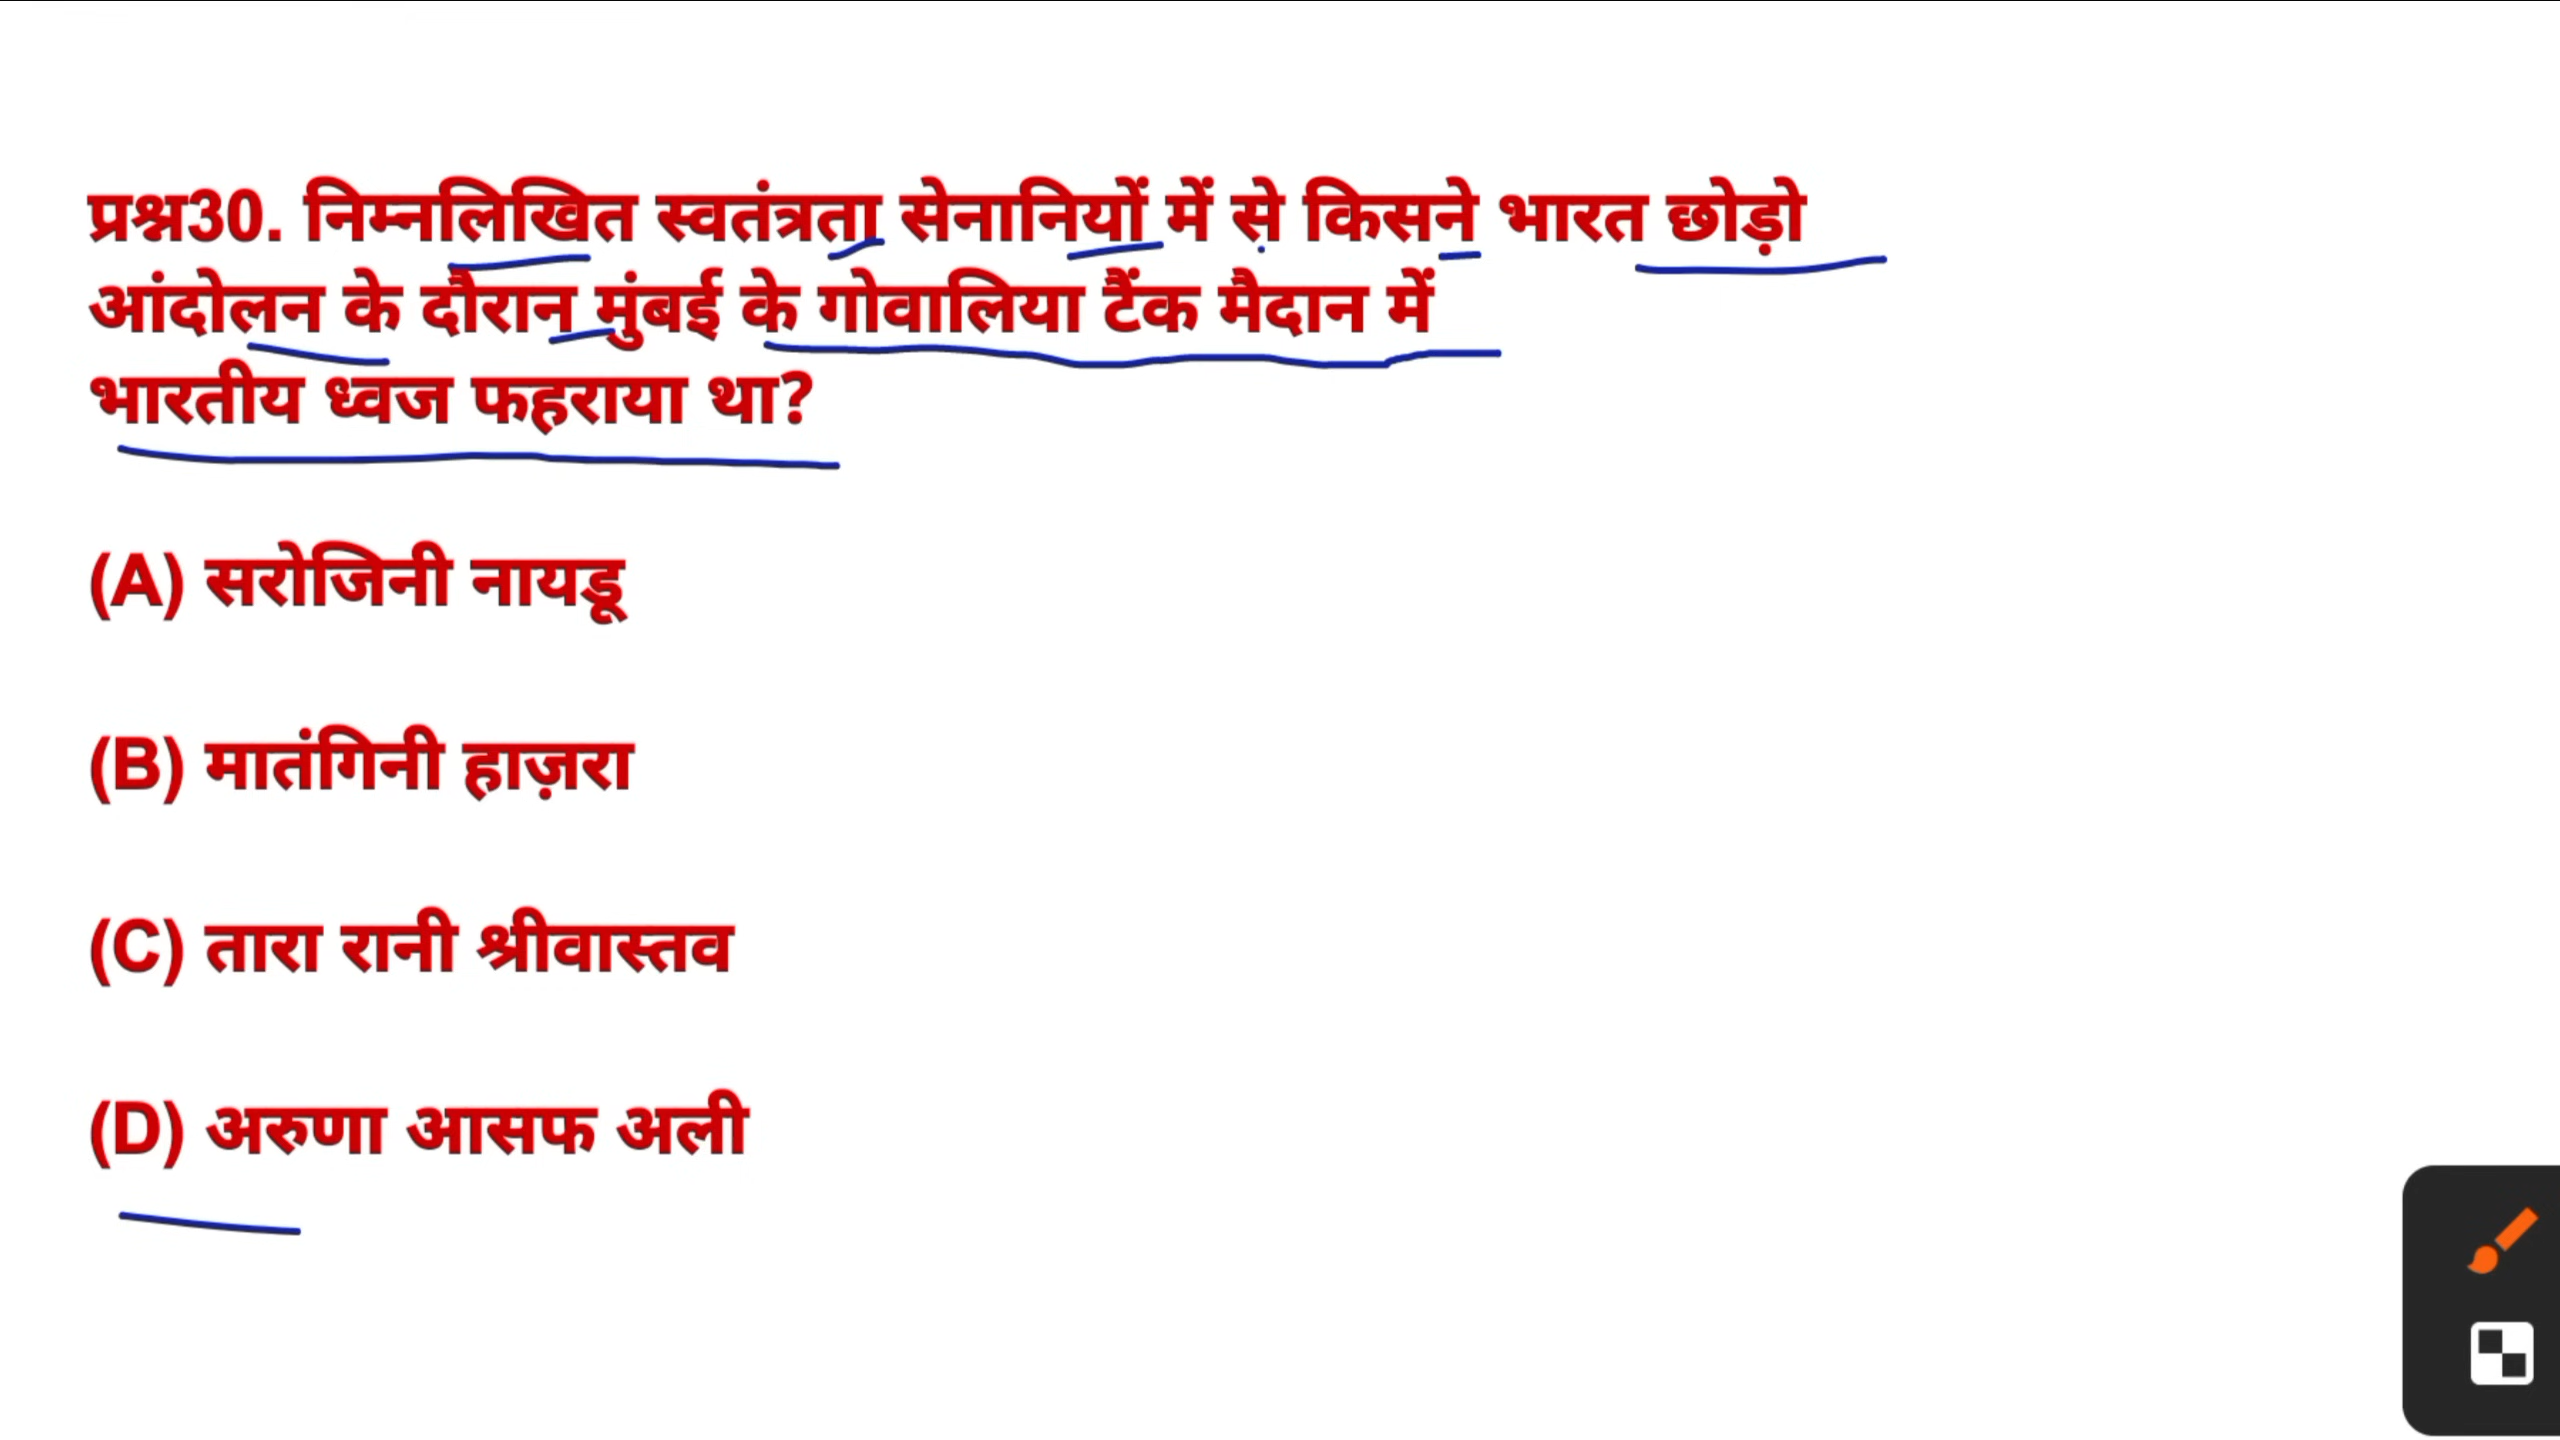 प्रश्न30. निम्नलिखित स्वतंत्रता सेनानियों में से किसने भारत छोड़ो
आंदोलन के दौरान मुंबई के गोवालिया टैंक मैदान में
भारतीय ध्वज फहराया था?
(A) सरोजिनी नायडू
(B) मातंगिनी हाज़रा
(C) तारा रानी श्रीवास्तव
(D) अरुणा आसफ अली